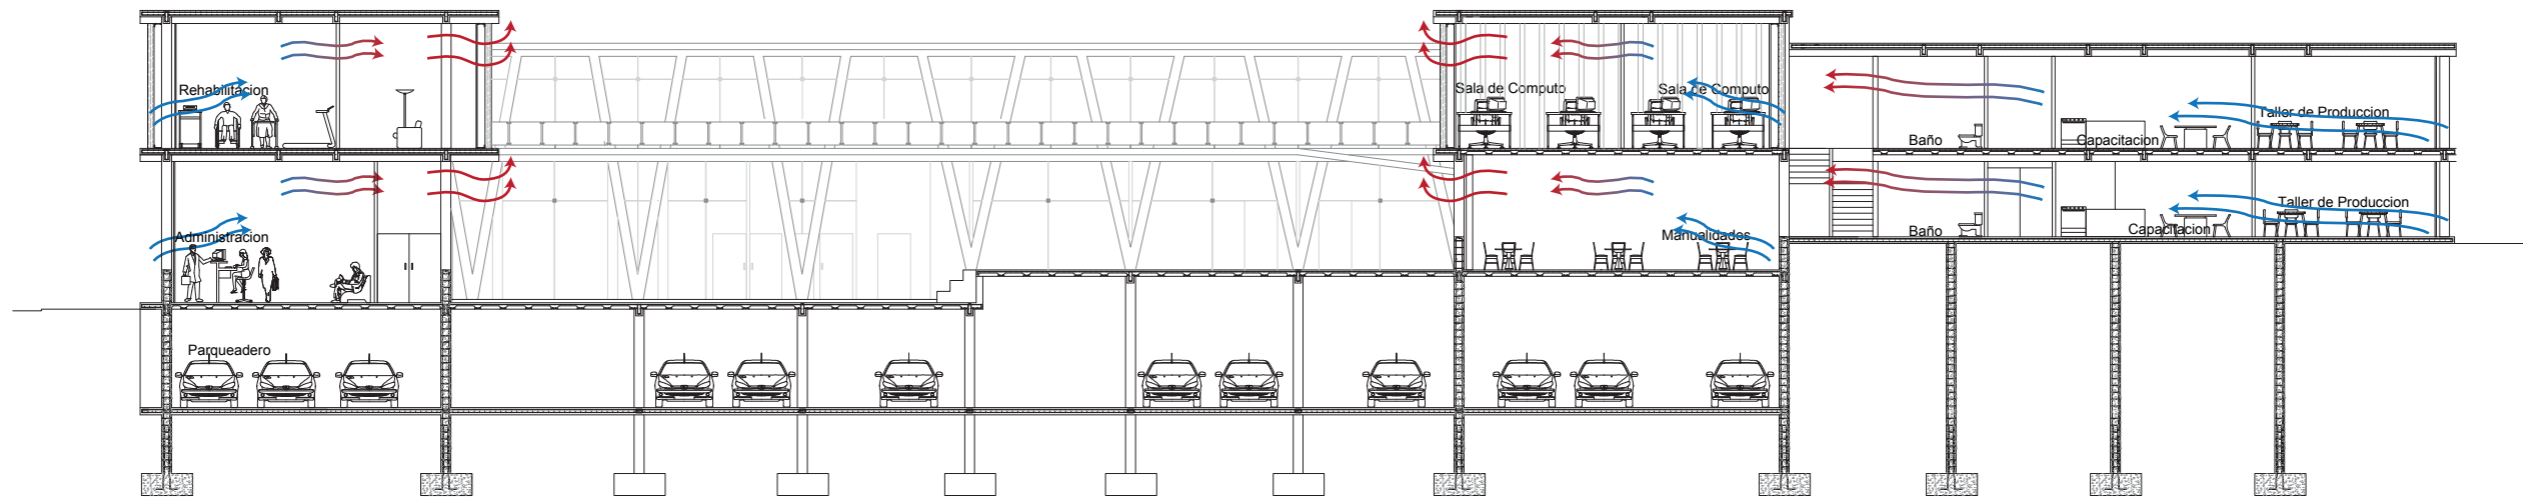 Rehabilitacion
Sala de Computo
Sala de Computo
Baño
Capacitacion
Taller de Produccion
Administracion
Manualidades
Baño
Capacitacion
Taller de Produccion
Parqueadero